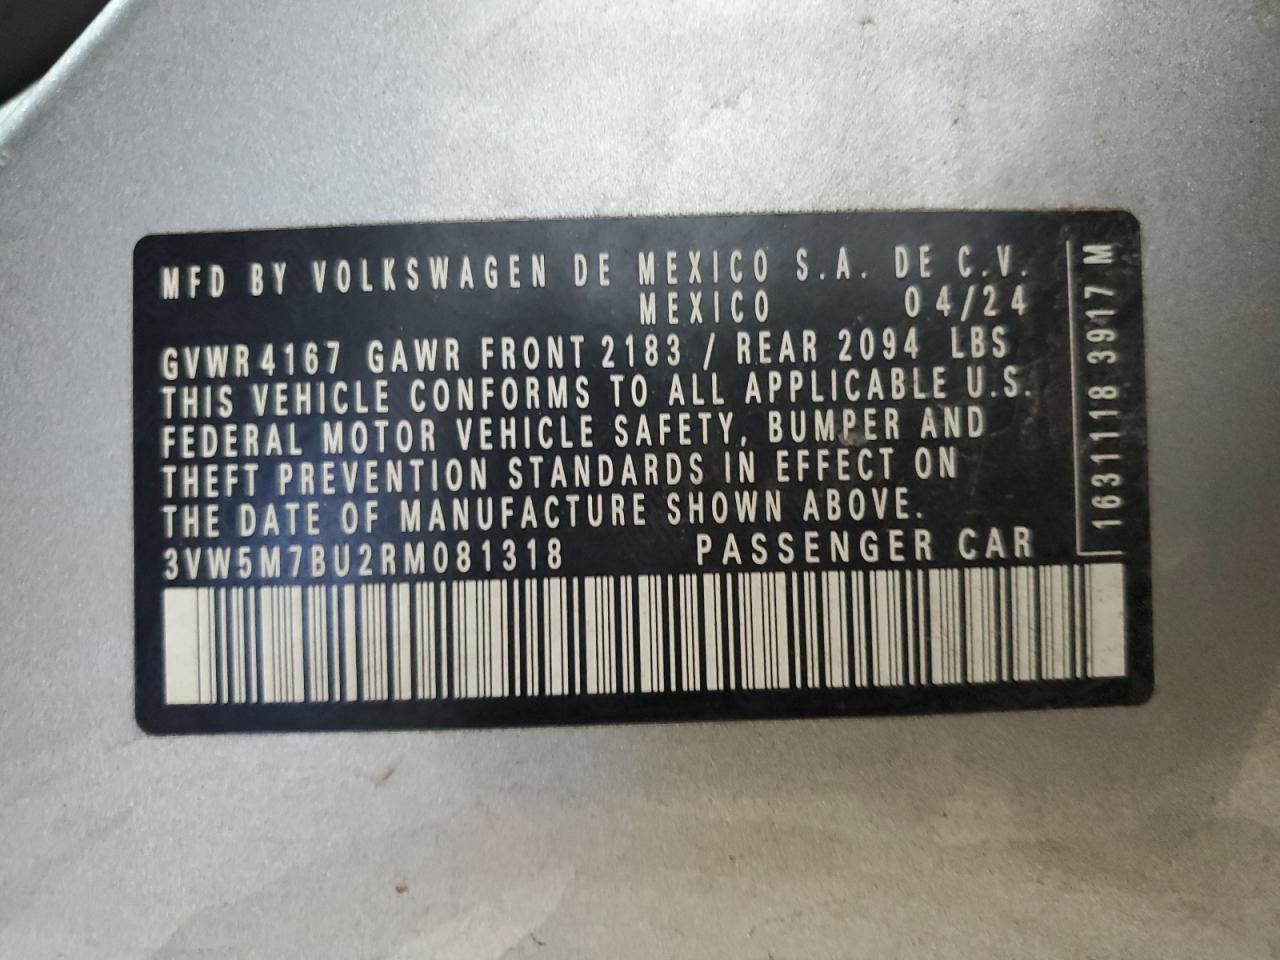 MFD BY VOLKSWAGEN DE MEXICO S.A. DE C.V.
MEXICO 04/24
GVWR 4167 GAWR FRONT 2183 / REAR 2094 LBS
THIS VEHICLE CONFORMS TO ALL APPLICABLE U.S.
FEDERAL MOTOR VEHICLE SAFETY, BUMPER AND
THEFT PREVENTION STANDARDS IN EFFECT ON
THE DATE OF MANUFACTURE SHOWN ABOVE.
3VW5M7BU2RM081318 PASSENGER CAR
1631118 3917 M